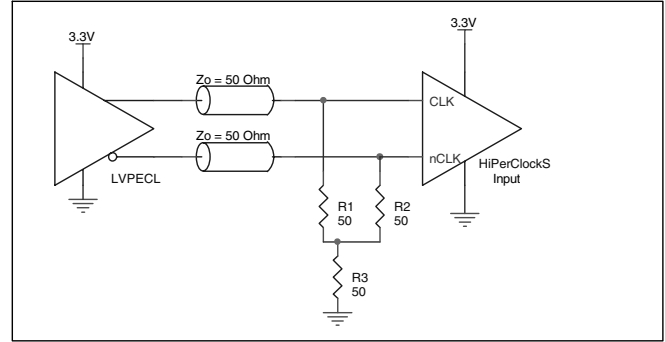 3.3V
3.3V
Zo = 50 Ohm
CLK
Zo = 50 Ohm
nCLK
HiPerClockS
Input
LVPECL
R1
50
R2
50
R3
50